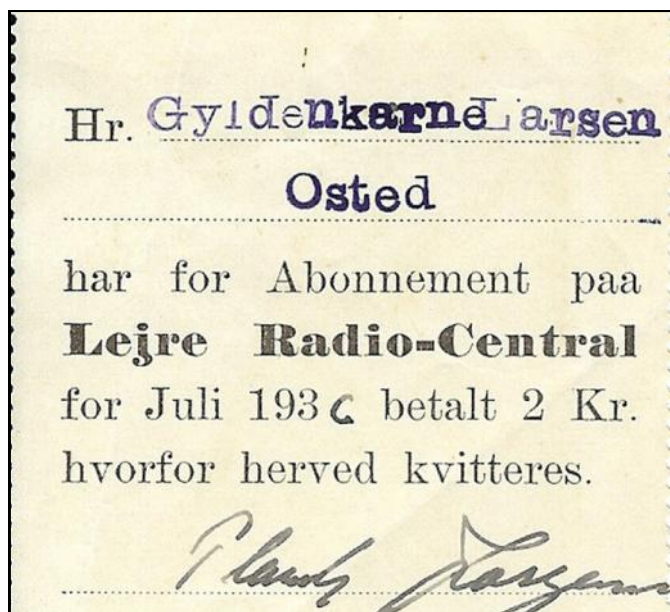 Hr. Gyldenkarne Larsen
Osted
har for Abonnement paa
Lejre Radio-Central
for Juli 1936 betalt 2 Kr.
hvorfor herved kvitteres.